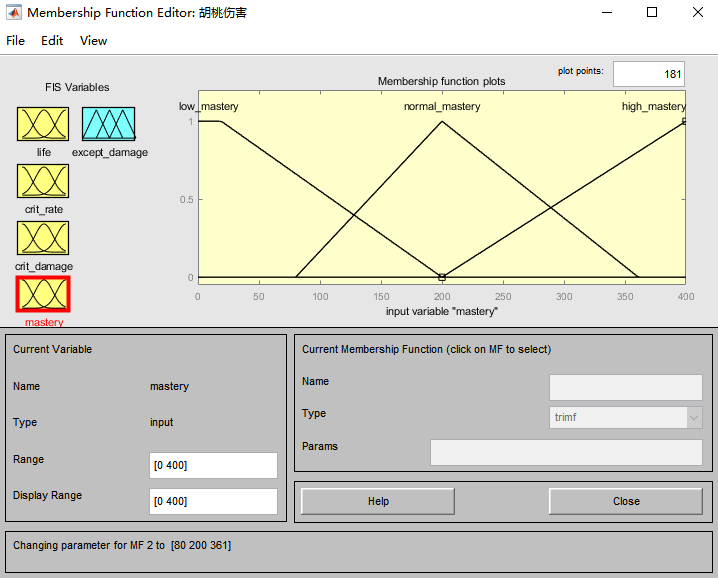 Membership Function Editor: 胡桃伤害
File Edit View
FIS Variables
Membership function plots
plot points: 181
low_mastery normal_mastery high_mastery
life except_damage
crit_rate
crit_damage
mastery
1
0.5
0
0 50 100 150 200 250 300 350 400
input variable "mastery"
Current Variable
Name mastery
Type input
Range [0 400]
Display Range [0 400]
Current Membership Function (click on MF to select)
Name
Type trimf
Params
Help Close
Changing parameter for MF 2 to [80 200 361]